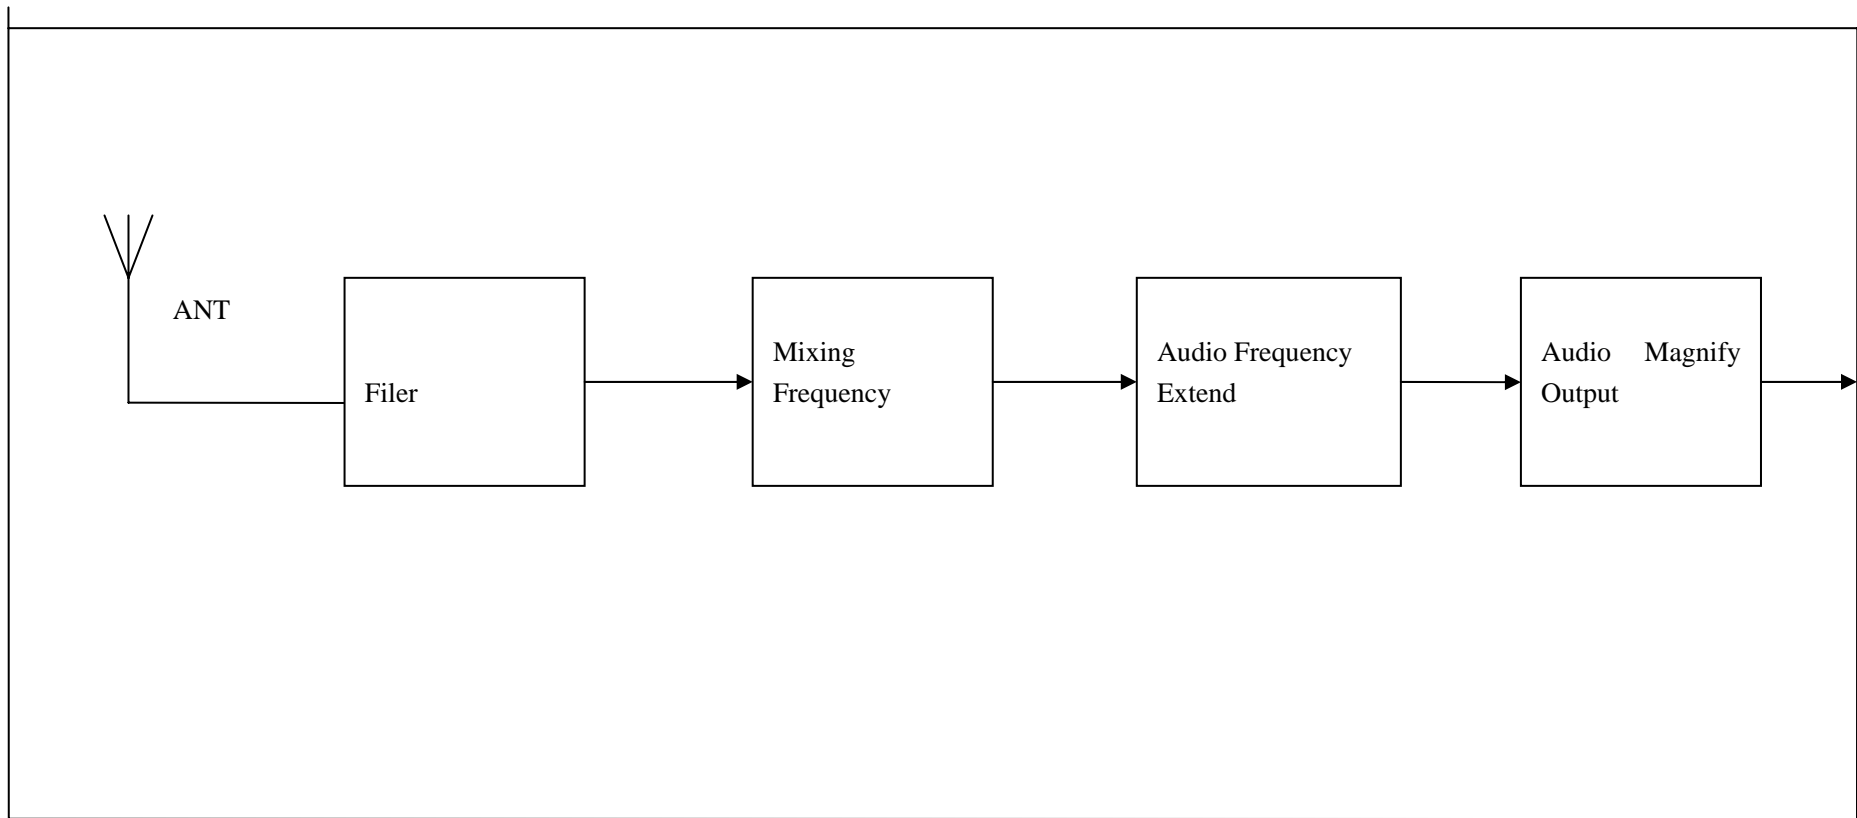 ANT
Filer
Mixing
Frequency
Audio Frequency
Extend
Audio Magnify
Output